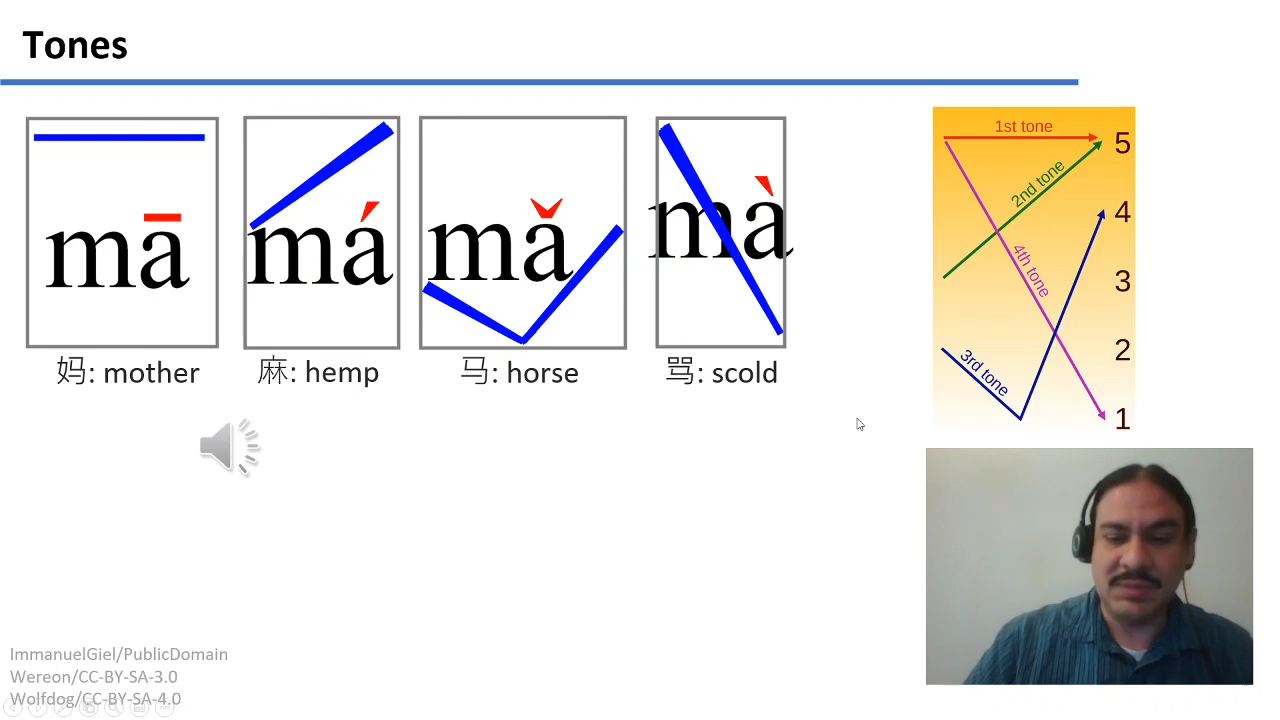 Tones
mā
má
mǎ
mà
妈: mother
麻: hemp
马: horse
骂: scold
1st tone
2nd tone
4th tone
3rd tone
5
4
3
2
1
ImmanuelGiel/PublicDomain
Wereon/CC-BY-SA-3.0
Wolfdog/CC-BY-SA-4.0